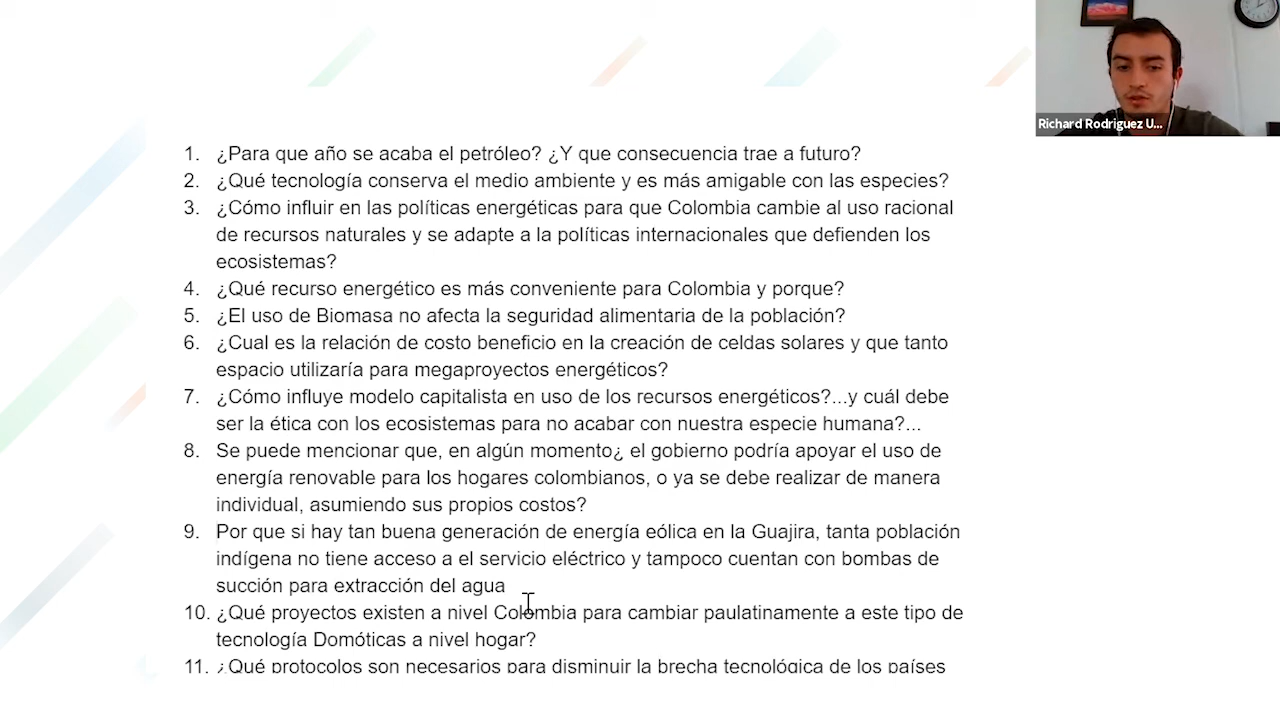 Richard Rodriguez U...
1. ¿Para que año se acaba el petróleo? ¿Y que consecuencia trae a futuro?
2. ¿Qué tecnología conserva el medio ambiente y es más amigable con las especies?
3. ¿Cómo influir en las políticas energéticas para que Colombia cambie al uso racional
de recursos naturales y se adapte a la políticas internacionales que defienden los
ecosistemas?
4. ¿Qué recurso energético es más conveniente para Colombia y porque?
5. ¿El uso de Biomasa no afecta la seguridad alimentaria de la población?
6. ¿Cual es la relación de costo beneficio en la creación de celdas solares y que tanto
espacio utilizaría para megaproyectos energéticos?
7. ¿Cómo influye modelo capitalista en uso de los recursos energéticos?...y cuál debe
ser la ética con los ecosistemas para no acabar con nuestra especie humana?...
8. Se puede mencionar que, en algún momento¿ el gobierno podría apoyar el uso de
energía renovable para los hogares colombianos, o ya se debe realizar de manera
individual, asumiendo sus propios costos?
9. Por que si hay tan buena generación de energía eólica en la Guajira, tanta población
indígena no tiene acceso a el servicio eléctrico y tampoco cuentan con bombas de
succión para extracción del agua
10. ¿Qué proyectos existen a nivel Colombia para cambiar paulatinamente a este tipo de
tecnología Domóticas a nivel hogar?
11. ¿Qué protocolos son necesarios para disminuir la brecha tecnológica de los países